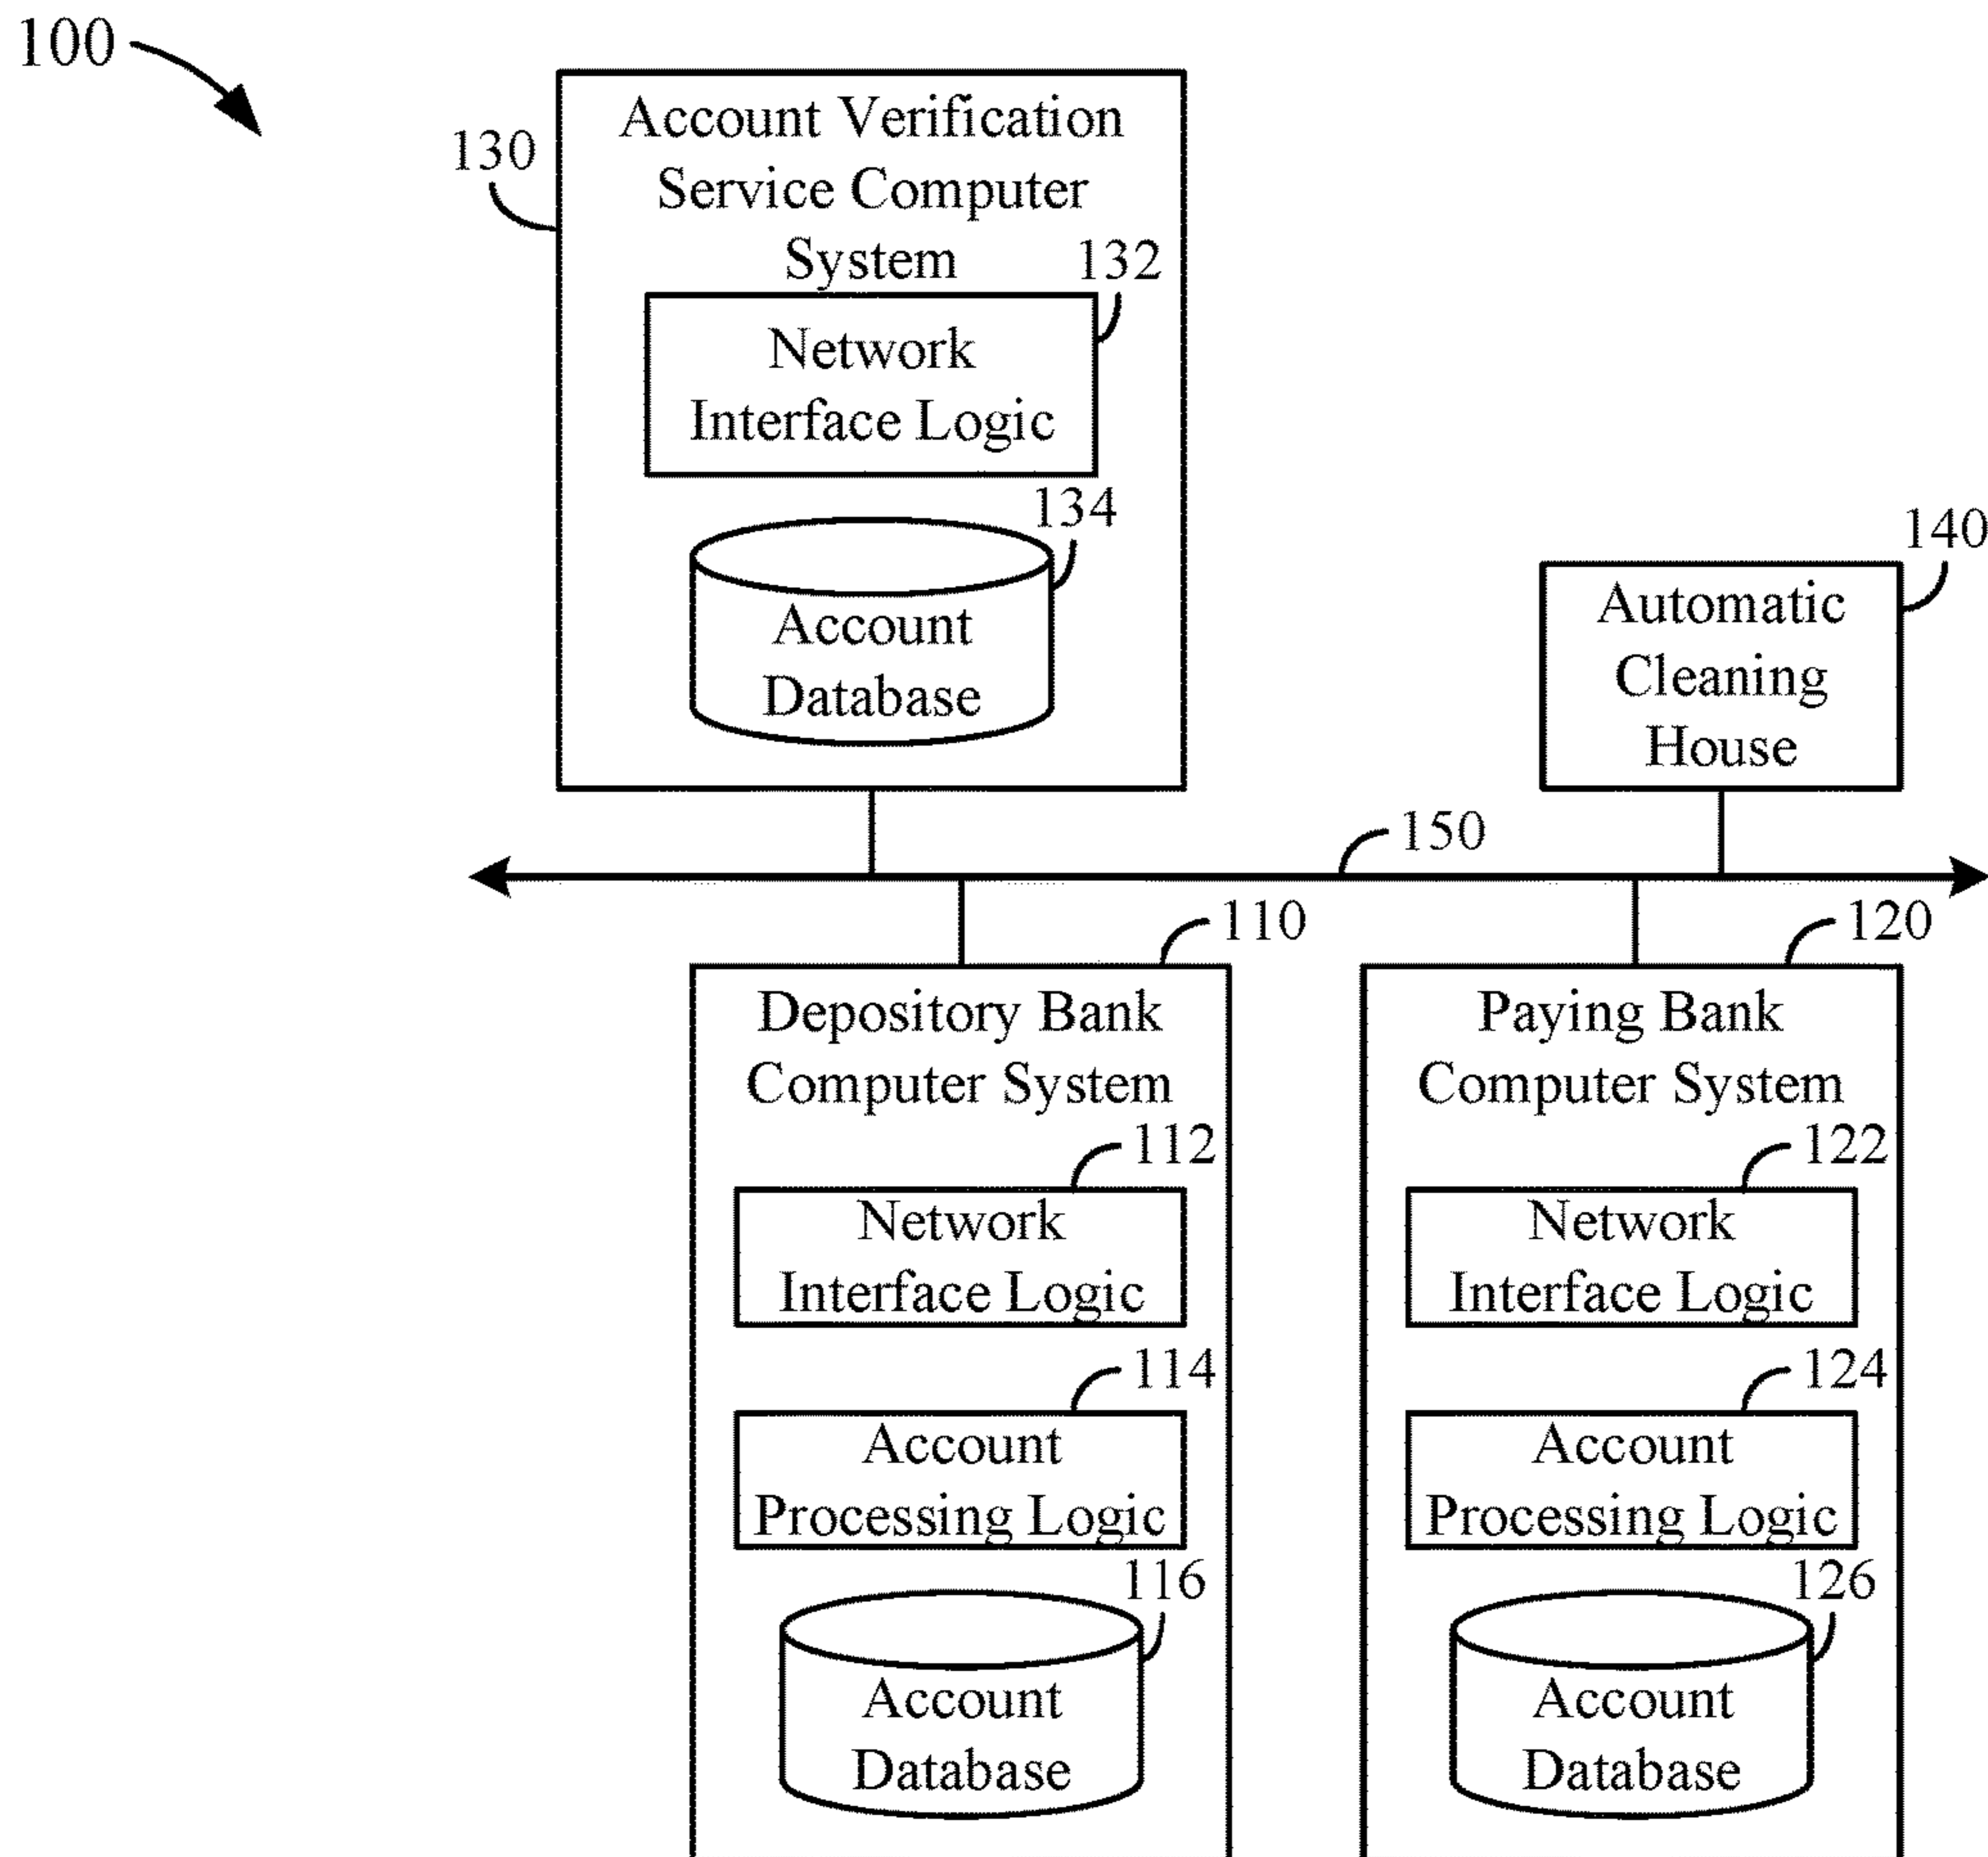 100
130
Account Verification
Service Computer
System
132
Network
Interface Logic
134
Account
Database
140
Automatic
Cleaning
House
150
110
Depository Bank
Computer System
112
Network
Interface Logic
114
Account
Processing Logic
116
Account
Database
120
Paying Bank
Computer System
122
Network
Interface Logic
124
Account
Processing Logic
126
Account
Database